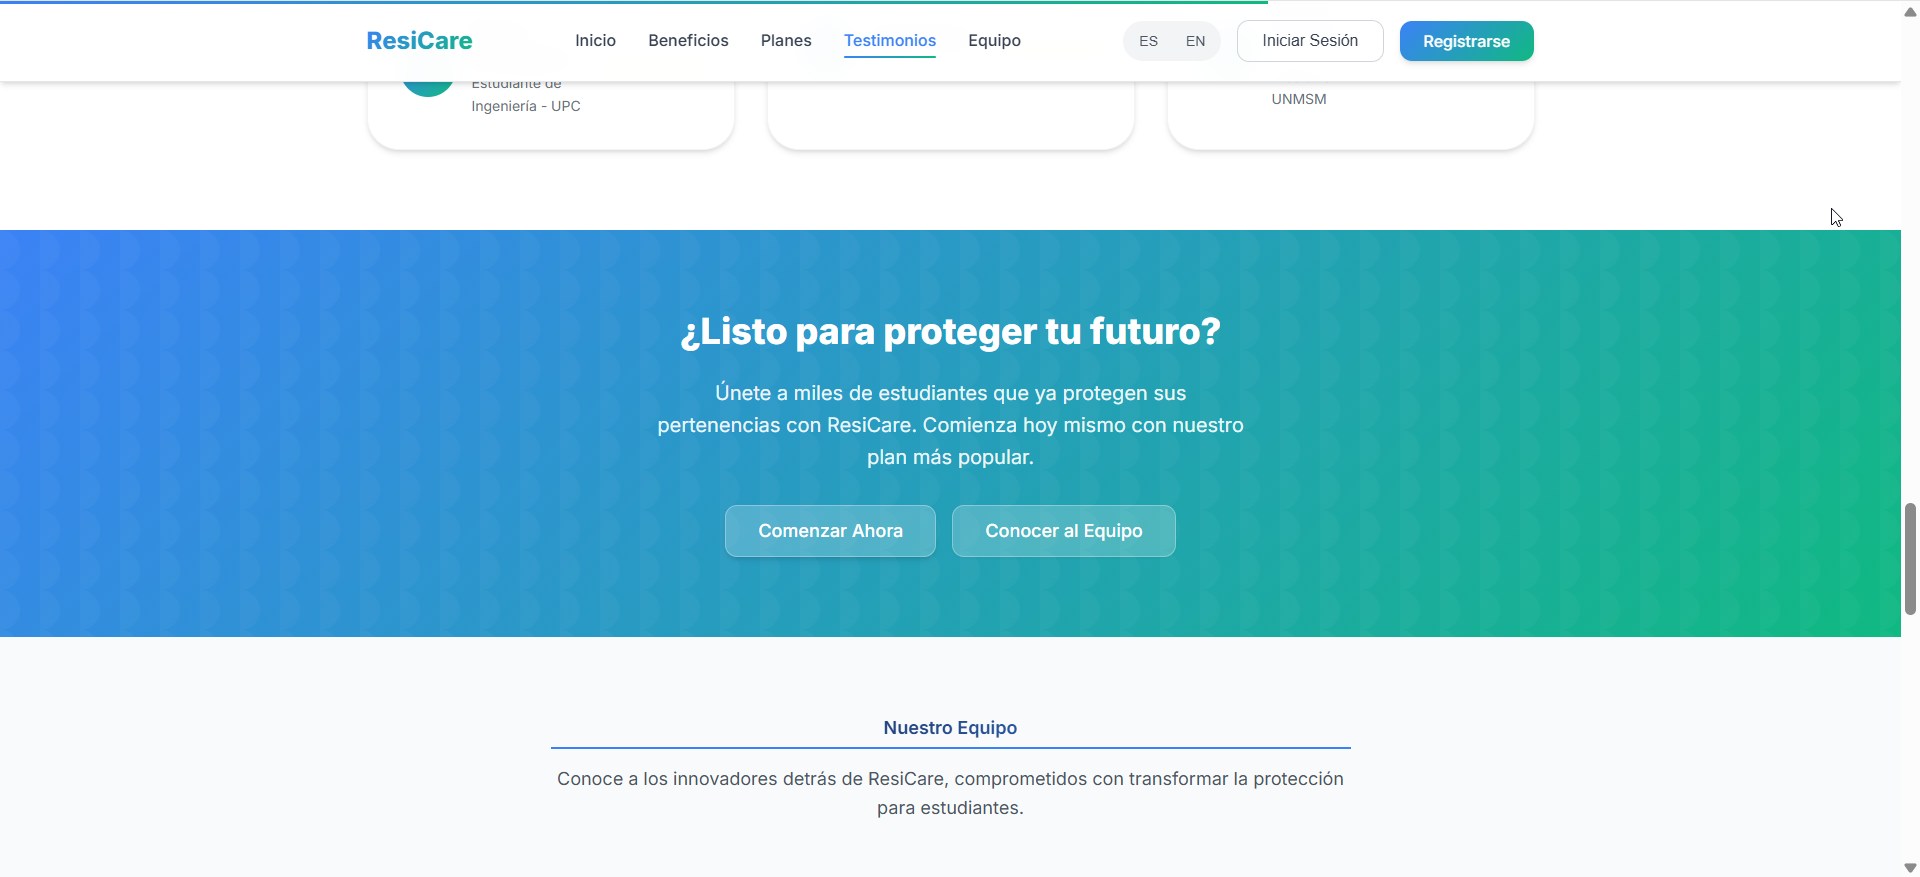 ResiCare
Inicio
Beneficios
Planes
Testimonios
Equipo
ES
EN
Iniciar Sesión
Registrarse
Estudiante de
Ingeniería - UPC
UNMSM
¿Listo para proteger tu futuro?
Únete a miles de estudiantes que ya protegen sus
pertenencias con ResiCare. Comienza hoy mismo con nuestro
plan más popular.
Comenzar Ahora
Conocer al Equipo
Nuestro Equipo
Conoce a los innovadores detrás de ResiCare, comprometidos con transformar la protección
para estudiantes.